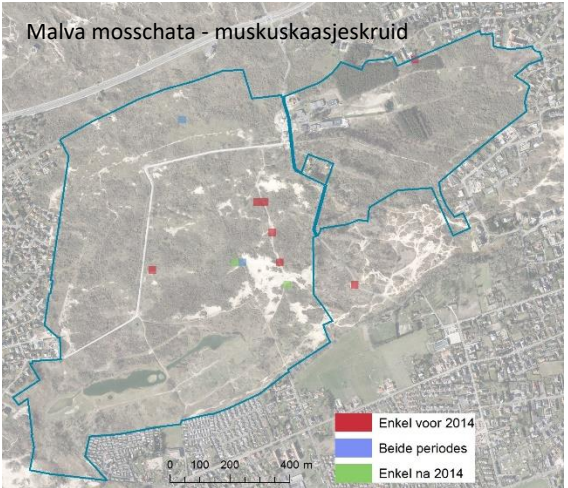 Malva mosschata - muskuskaasjeskruid
Enkel voor 2014
Beide periodes
Enkel na 2014
0 100 200 400 m